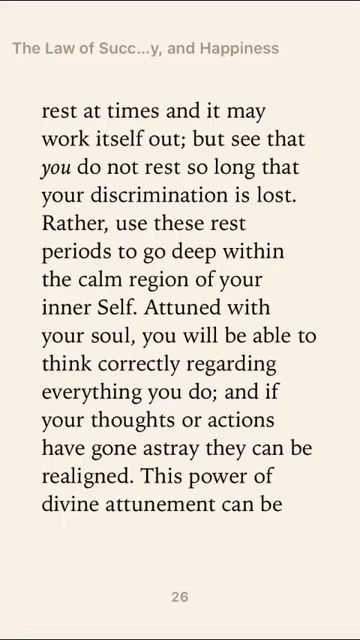 The Law of Succ...y, and Happiness
rest at times and it may
work itself out; but see that
you do not rest so long that
your discrimination is lost.
Rather, use these rest
periods to go deep within
the calm region of your
inner Self. Attuned with
your soul, you will be able to
think correctly regarding
everything you do; and if
your thoughts or actions
have gone astray they can be
realigned. This power of
divine attunement can be
26